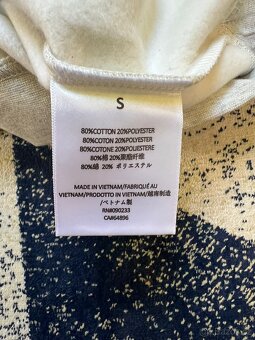 S
80%COTTON 20%POLYESTER
80%COTON 20%POLYESTER
80%COTONE 20%POLIESTERE
80%棉 20%聚酯纤维
80%綿 20% ポリエステル
MADE IN VIETNAM/FABRIQUÉ AU
VIETNAM/PRODOTTO IN VIETNAM/越南制造
/ベトナム製
RN#090233
CA#64896